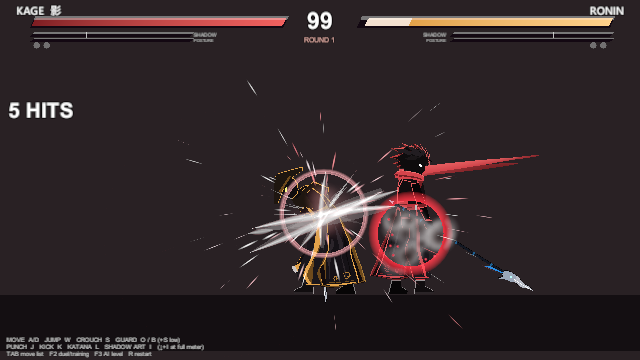 KAGE 影
99
RONIN
SHADOW
POSTURE
ROUND 1
SHADOW
POSTURE
5 HITS
MOVE A/D JUMP W CROUCH S GUARD O / B (+S low)
PUNCH J KICK K KATANA L SHADOW ART I (↓+I at full meter)
TAB move list F2 duel/training F3 AI level R restart